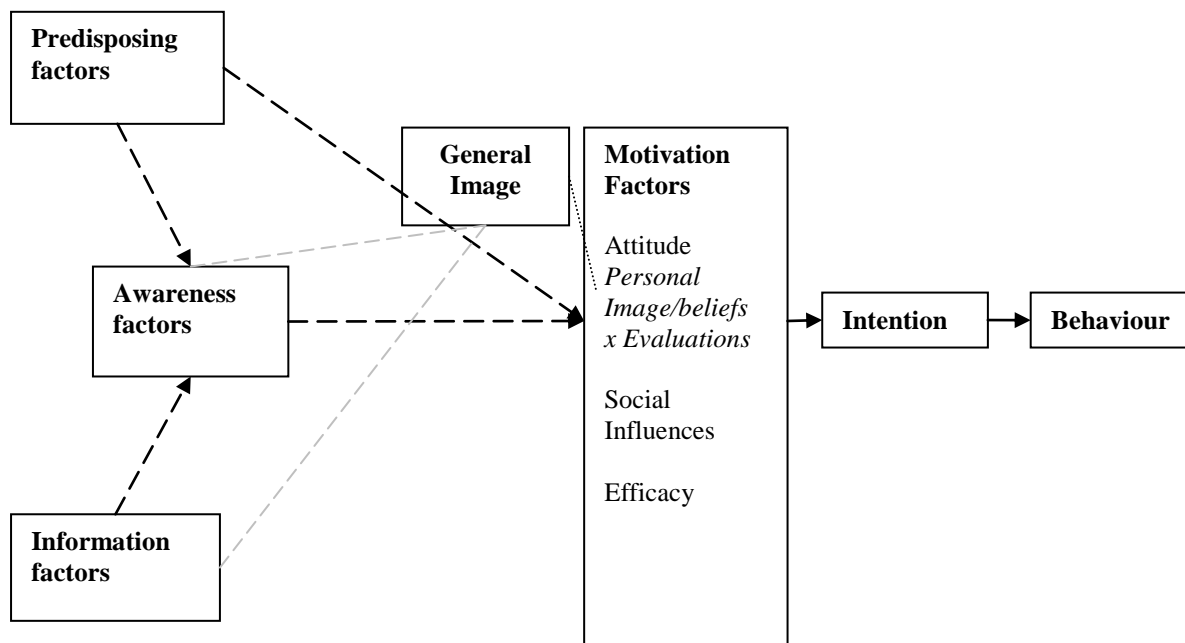 Predisposing
factors
General
Image
Motivation
Factors
Attitude
Personal
Image/beliefs
x Evaluations
Social
Influences
Efficacy
Awareness
factors
Intention
Behaviour
Information
factors